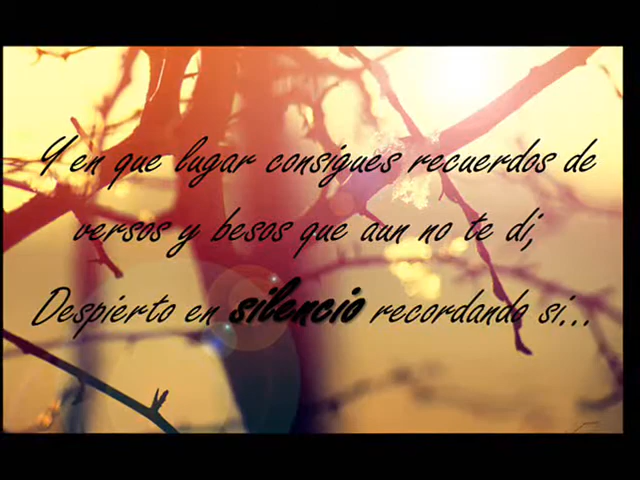 Y en que lugar consigues recuerdos de
versos y besos que aun no te di,
Despierto en silencio recordando si...